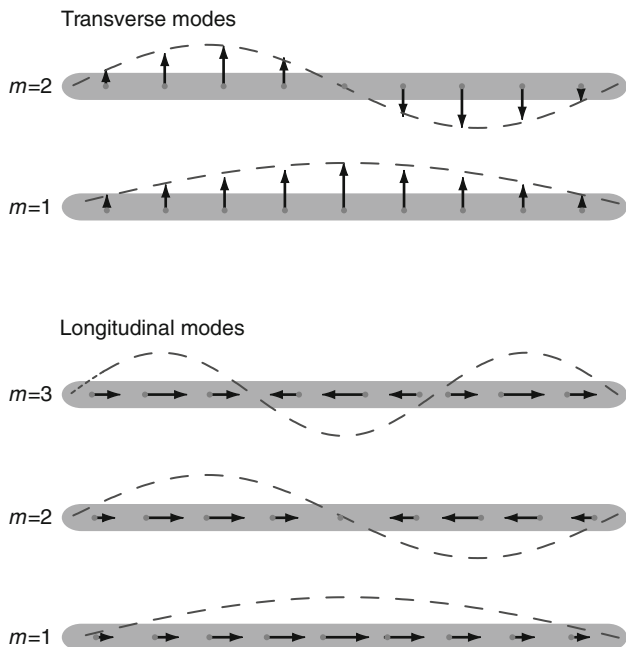 Transverse modes
m=2
m=1
Longitudinal modes
m=3
m=2
m=1